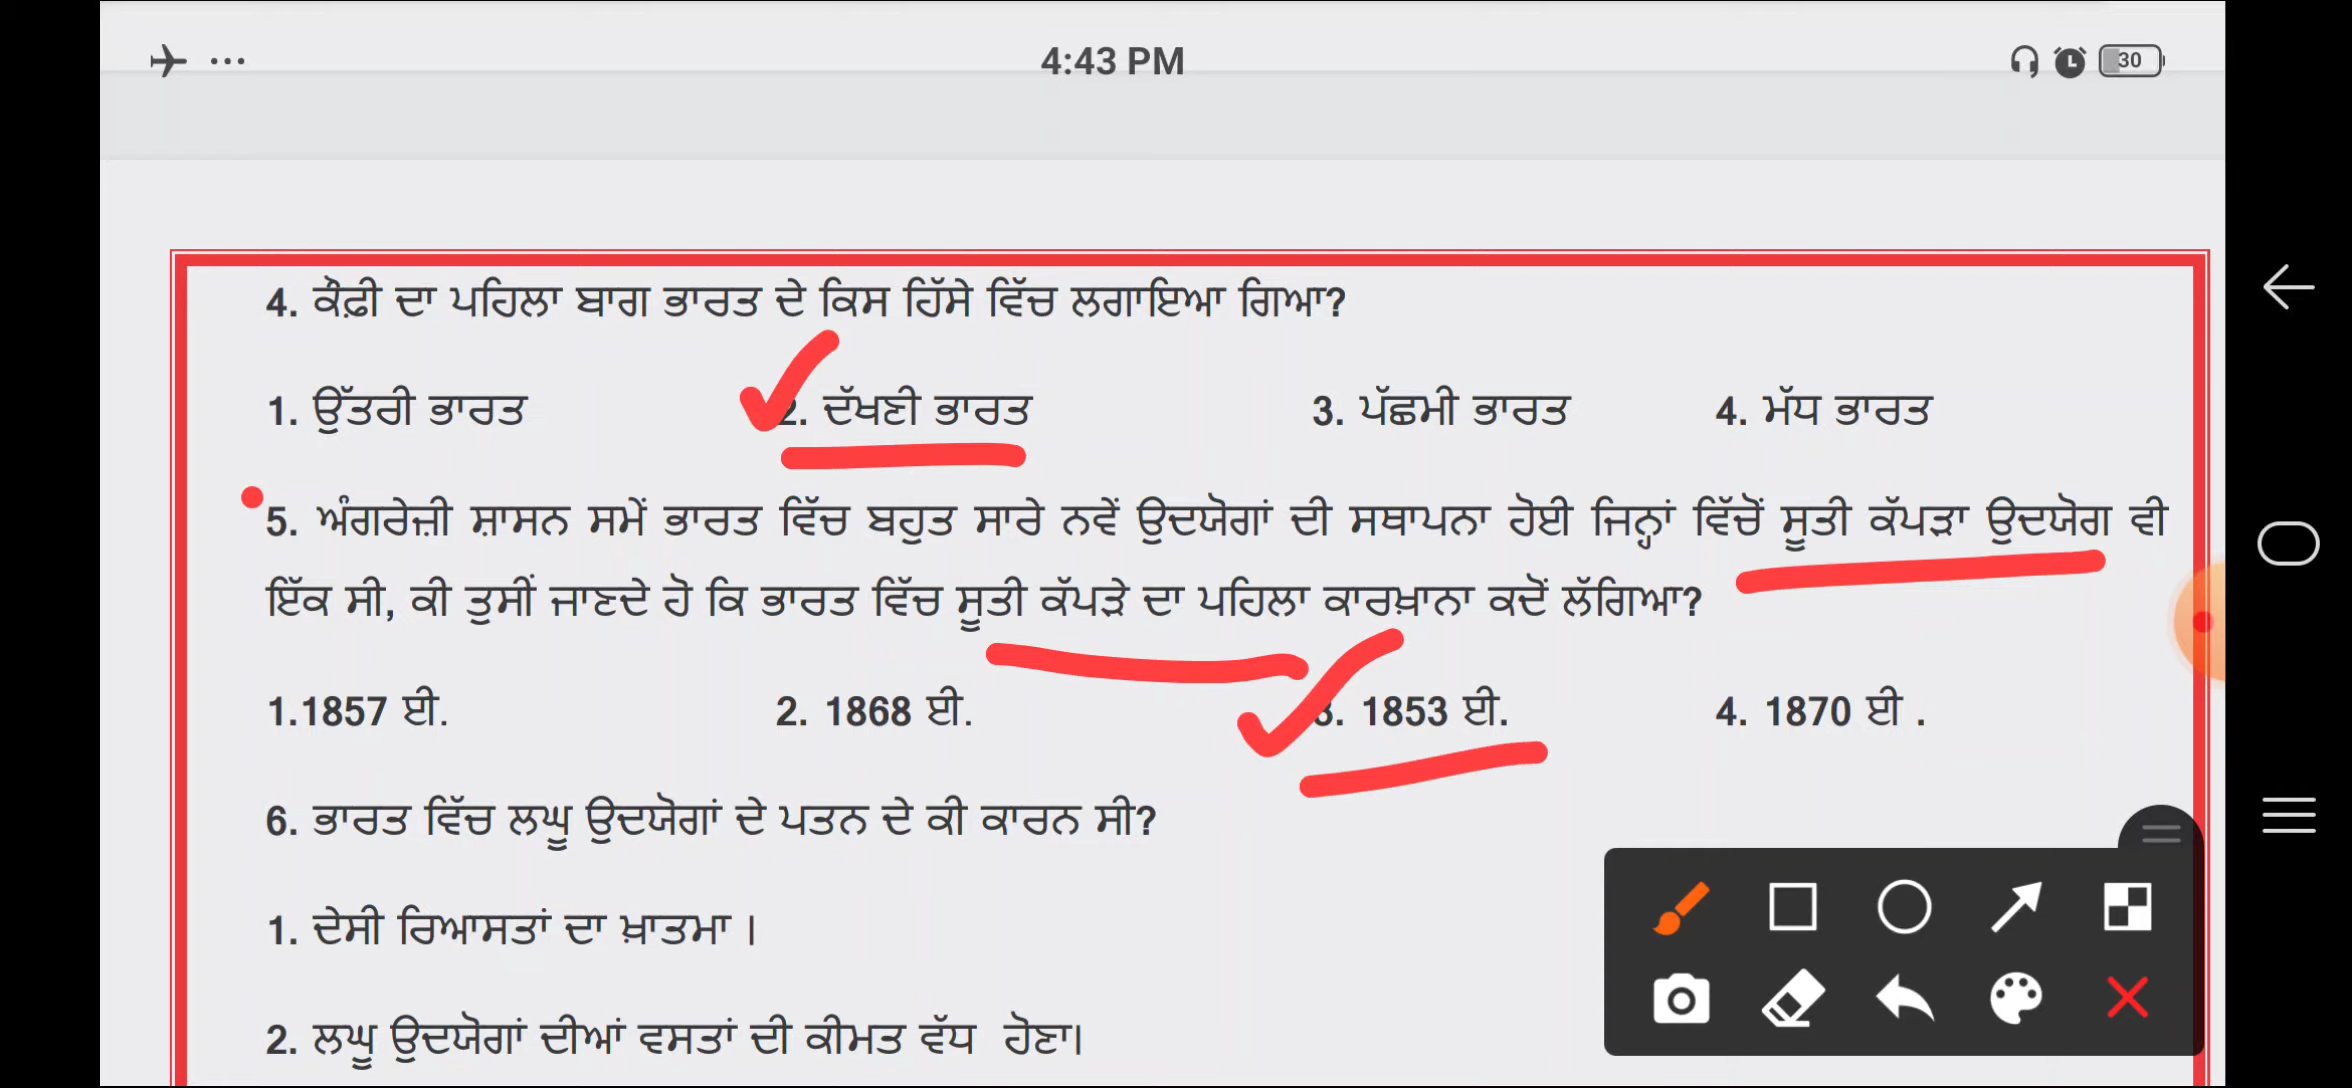 4:43 PM
30
4. ਕੌਫ਼ੀ ਦਾ ਪਹਿਲਾ ਬਾਗ ਭਾਰਤ ਦੇ ਕਿਸ ਹਿੱਸੇ ਵਿੱਚ ਲਗਾਇਆ ਗਿਆ?
1. ਉੱਤਰੀ ਭਾਰਤ 2. ਦੱਖਣੀ ਭਾਰਤ 3. ਪੱਛਮੀ ਭਾਰਤ 4. ਮੱਧ ਭਾਰਤ
5. ਅੰਗਰੇਜ਼ੀ ਸ਼ਾਸਨ ਸਮੇਂ ਭਾਰਤ ਵਿੱਚ ਬਹੁਤ ਸਾਰੇ ਨਵੇਂ ਉਦਯੋਗਾਂ ਦੀ ਸਥਾਪਨਾ ਹੋਈ ਜਿਨ੍ਹਾਂ ਵਿੱਚੋਂ ਸੂਤੀ ਕੱਪੜਾ ਉਦਯੋਗ ਵੀ
ਇੱਕ ਸੀ, ਕੀ ਤੁਸੀਂ ਜਾਣਦੇ ਹੋ ਕਿ ਭਾਰਤ ਵਿੱਚ ਸੂਤੀ ਕੱਪੜੇ ਦਾ ਪਹਿਲਾ ਕਾਰਖ਼ਾਨਾ ਕਦੋਂ ਲੱਗਿਆ?
1.1857 ਈ. 2. 1868 ਈ. 3. 1853 ਈ. 4. 1870 ਈ .
6. ਭਾਰਤ ਵਿੱਚ ਲਘੂ ਉਦਯੋਗਾਂ ਦੇ ਪਤਨ ਦੇ ਕੀ ਕਾਰਨ ਸੀ?
1. ਦੇਸੀ ਰਿਆਸਤਾਂ ਦਾ ਖ਼ਾਤਮਾ ।
2. ਲਘੂ ਉਦਯੋਗਾਂ ਦੀਆਂ ਵਸਤਾਂ ਦੀ ਕੀਮਤ ਵੱਧ ਹੋਣਾ।